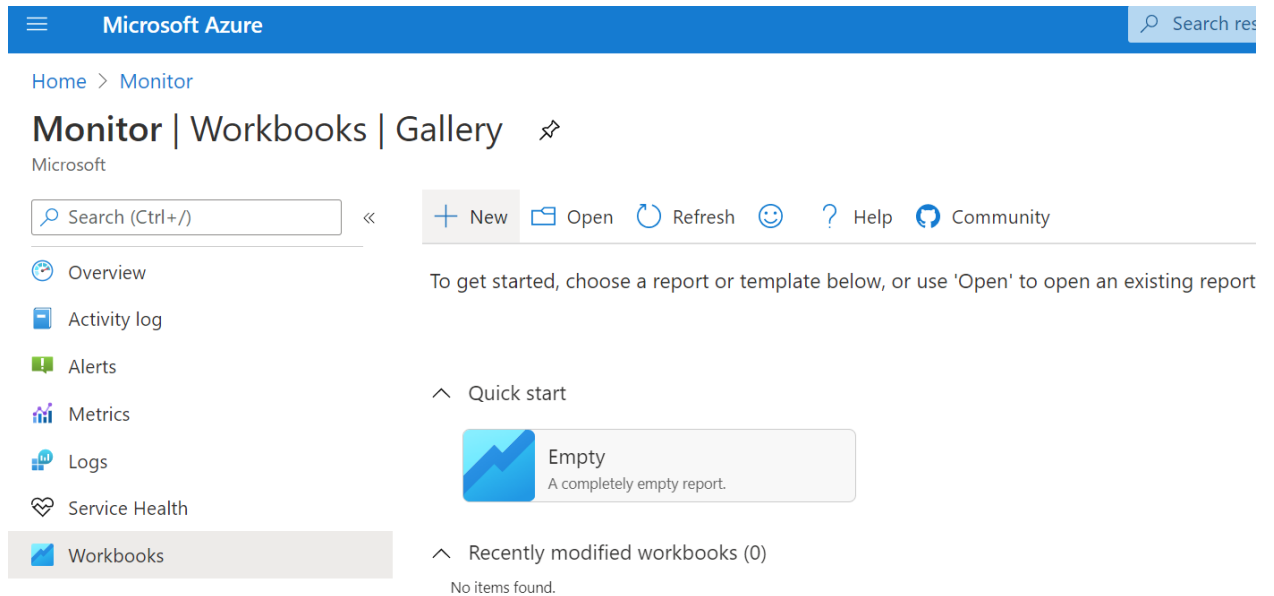 Microsoft Azure
Search res
Home > Monitor
Monitor | Workbooks | Gallery
Microsoft
Search (Ctrl+/)
«
New
Open
Refresh
? Help
Community
Overview
Activity log
Alerts
Metrics
Logs
Service Health
Workbooks
To get started, choose a report or template below, or use 'Open' to open an existing report
Quick start
Empty
A completely empty report.
Recently modified workbooks (0)
No items found.